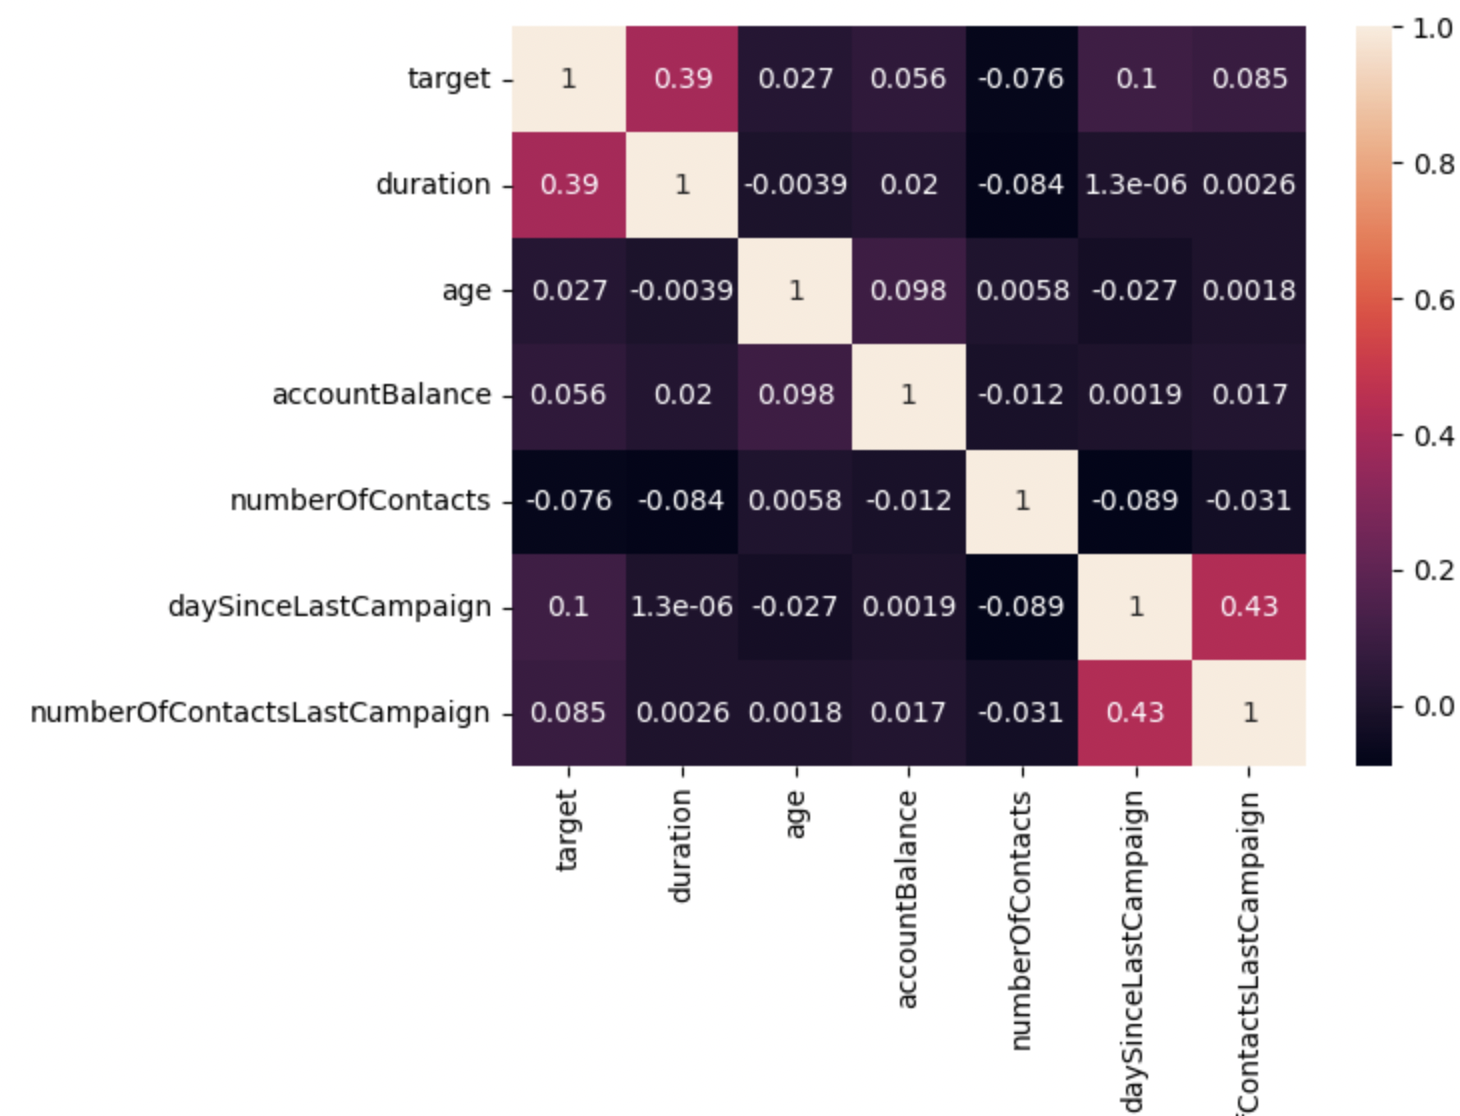 target 1 0.39 0.027 0.056 -0.076 0.1 0.085
duration 0.39 1 -0.0039 0.02 -0.084 1.3e-06 0.0026
age 0.027 -0.0039 1 0.098 0.0058 -0.027 0.0018
accountBalance 0.056 0.02 0.098 1 -0.012 0.0019 0.017
numberOfContacts -0.076 -0.084 0.0058 -0.012 1 -0.089 -0.031
daySinceLastCampaign 0.1 1.3e-06 -0.027 0.0019 -0.089 1 0.43
numberOfContactsLastCampaign 0.085 0.0026 0.0018 0.017 -0.031 0.43 1
target
duration
age
accountBalance
numberOfContacts
daySinceLastCampaign
fContactsLastCampaign
1.0
0.8
0.6
0.4
0.2
0.0